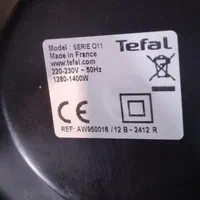 Model : SERIE O11
Made in France
www.tefal.com
220-230V ~ 50Hz
1280-1400W
Tefal
CE
REF: AW950016 / 12 B - 2412 R